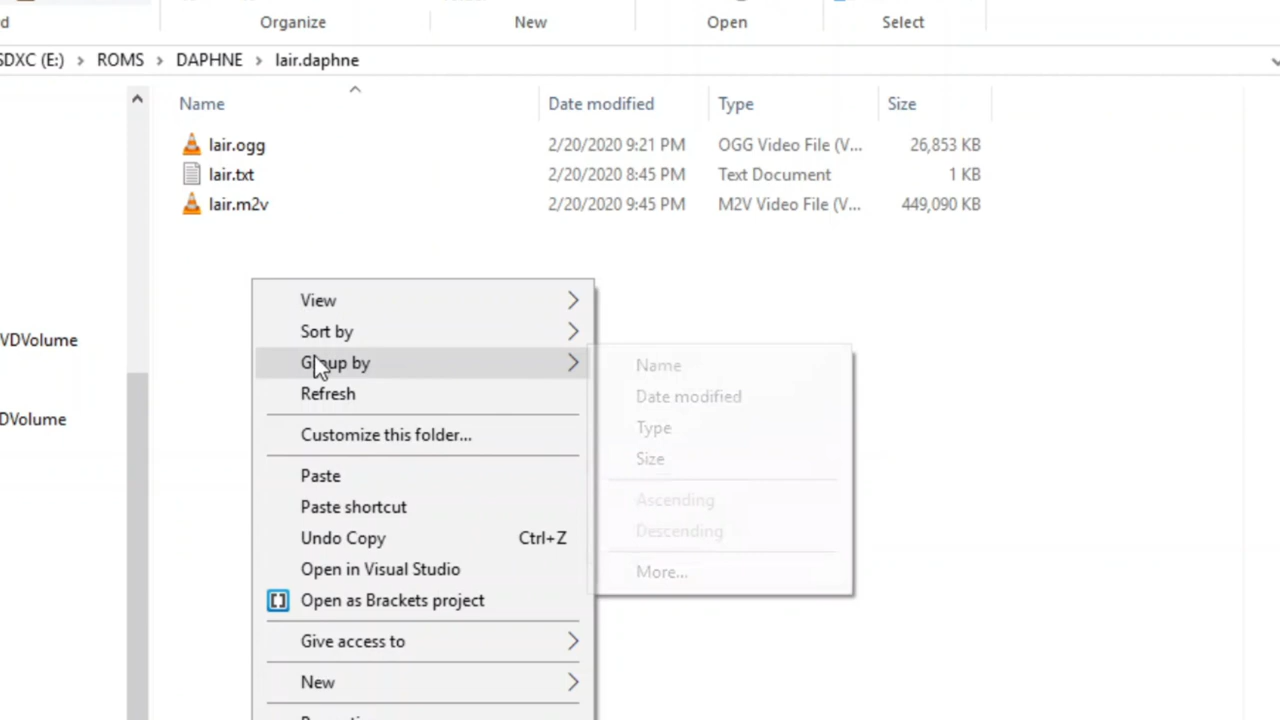 d Organize New Open Select
SDXC (E:) > ROMS > DAPHNE > lair.daphne
Name Date modified Type Size
lair.ogg 2/20/2020 9:21 PM OGG Video File (V... 26,853 KB
lair.txt 2/20/2020 8:45 PM Text Document 1 KB
lair.m2v 2/20/2020 9:45 PM M2V Video File (V... 449,090 KB
VDVolume
DVolume
View
Sort by
Group by
Refresh
Customize this folder...
Paste
Paste shortcut
Undo Copy Ctrl+Z
Open in Visual Studio
Open as Brackets project
Give access to
New
Name
Date modified
Type
Size
Ascending
Descending
More...